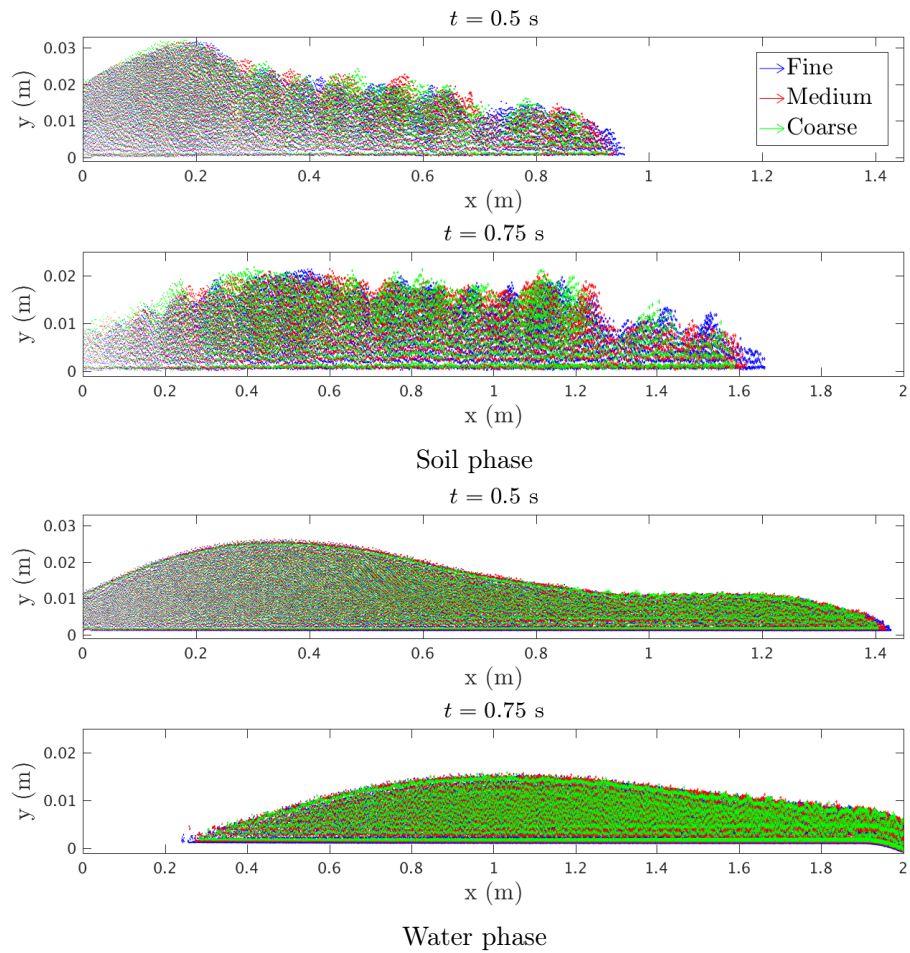 t = 0.5 s
0.03
0.02
0.01
0
y (m)
Fine
Medium
Coarse
0 0.2 0.4 0.6 0.8 1 1.2 1.4
x (m)
t = 0.75 s
0.02
0.01
0
y (m)
0 0.2 0.4 0.6 0.8 1 1.2 1.4 1.6 1.8 2
x (m)
Soil phase
t = 0.5 s
0.03
0.02
0.01
0
y (m)
0 0.2 0.4 0.6 0.8 1 1.2 1.4
x (m)
t = 0.75 s
0.02
0.01
0
y (m)
0 0.2 0.4 0.6 0.8 1 1.2 1.4 1.6 1.8 2
x (m)
Water phase